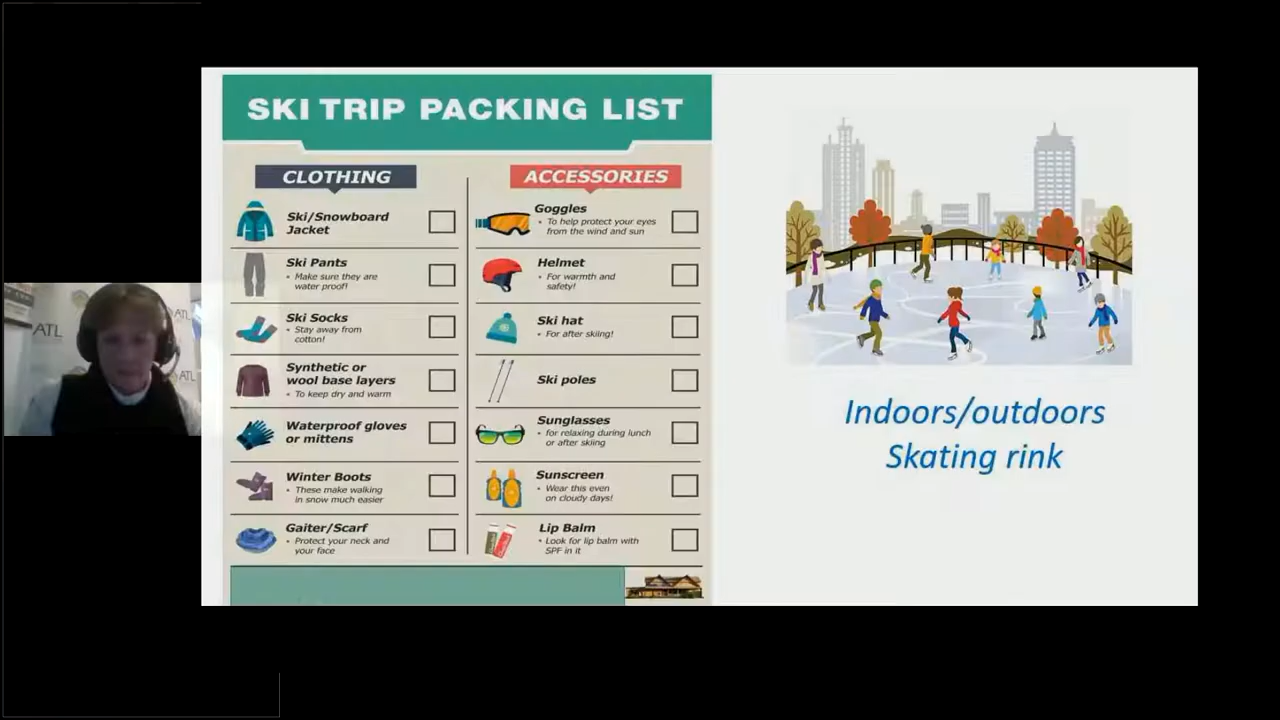 SKI TRIP PACKING LIST
CLOTHING
Ski/Snowboard
Jacket
Ski Pants
• Make sure they are
water proof!
Ski Socks
• Stay away from
cotton!
Synthetic or
wool base layers
• To keep dry and warm
Waterproof gloves
or mittens
Winter Boots
• These make walking
in snow much easier
Gaiter/Scarf
• Protect your neck and
your face
ACCESSORIES
Goggles
• To help protect your eyes
from the wind and sun
Helmet
• For warmth and
safety!
Ski hat
• For after skiing!
Ski poles
Sunglasses
• for relaxing during lunch
or after skiing
Sunscreen
• Wear this even
on cloudy days!
Lip Balm
• Look for lip balm with
SPF in it
Indoors/outdoors
Skating rink
ATL
ATL
ATL